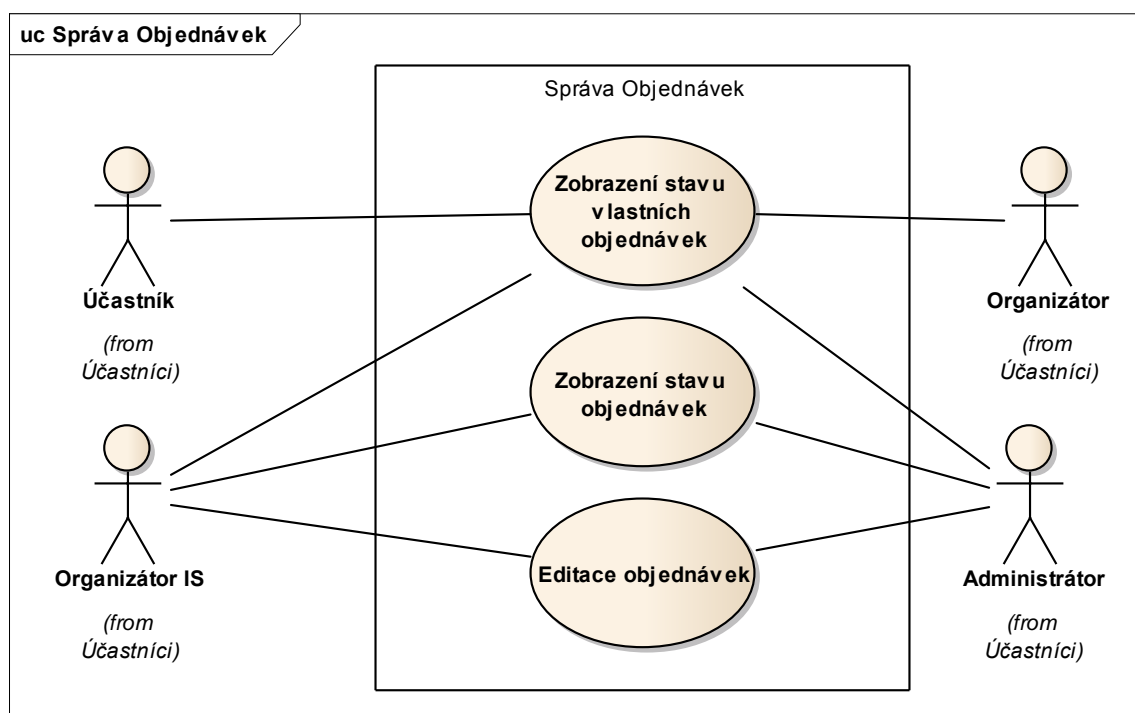 uc Správa Objednávek
Správa Objednávek
Zobrazení stavu
vlastních
objednávek
Účastník
(from
Účastníci)
Organizátor
(from
Účastníci)
Zobrazení stavu
objednávek
Editace objednávek
Organizátor IS
(from
Účastníci)
Administrátor
(from
Účastníci)